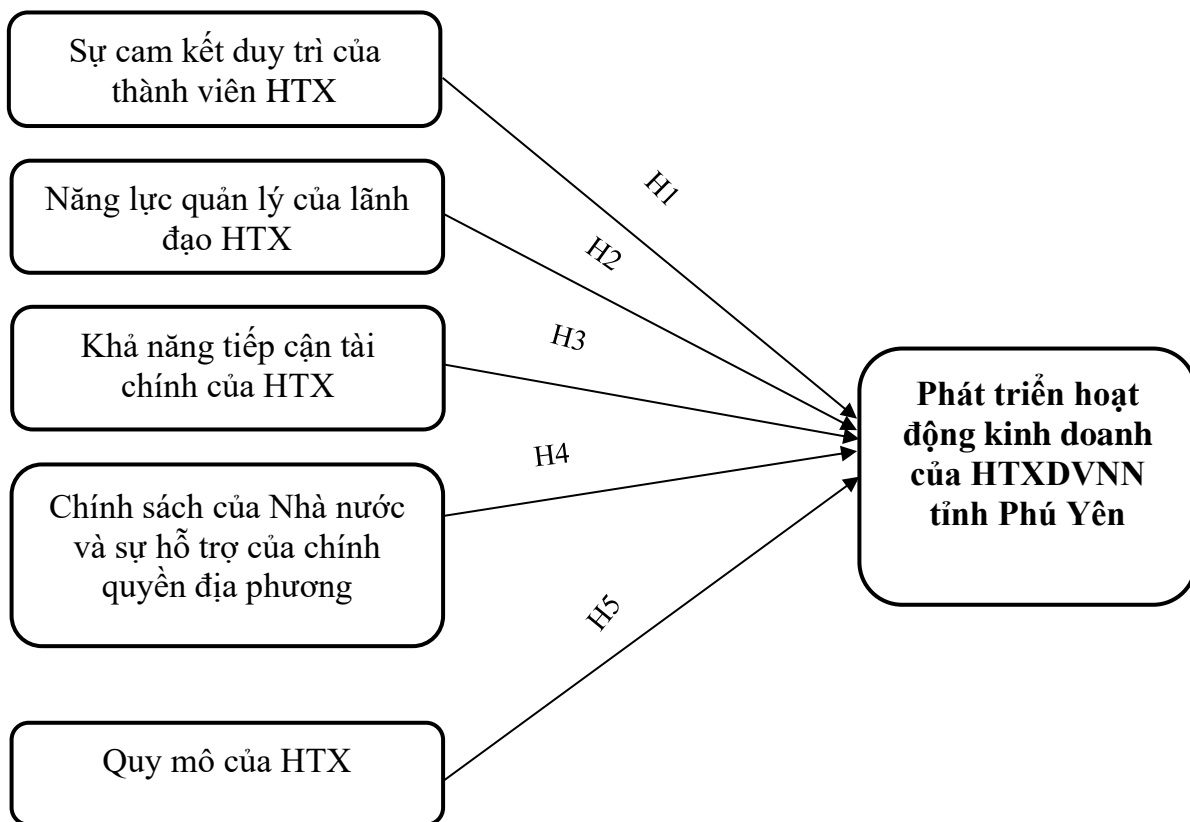 Sự cam kết duy trì của
thành viên HTX
Năng lực quản lý của lãnh
đạo HTX
Khả năng tiếp cận tài
chính của HTX
Chính sách của Nhà nước
và sự hỗ trợ của chính
quyền địa phương
Quy mô của HTX
H1
H2
H3
H4
H5
Phát triển hoạt
động kinh doanh
của HTXDVNN
tỉnh Phú Yên